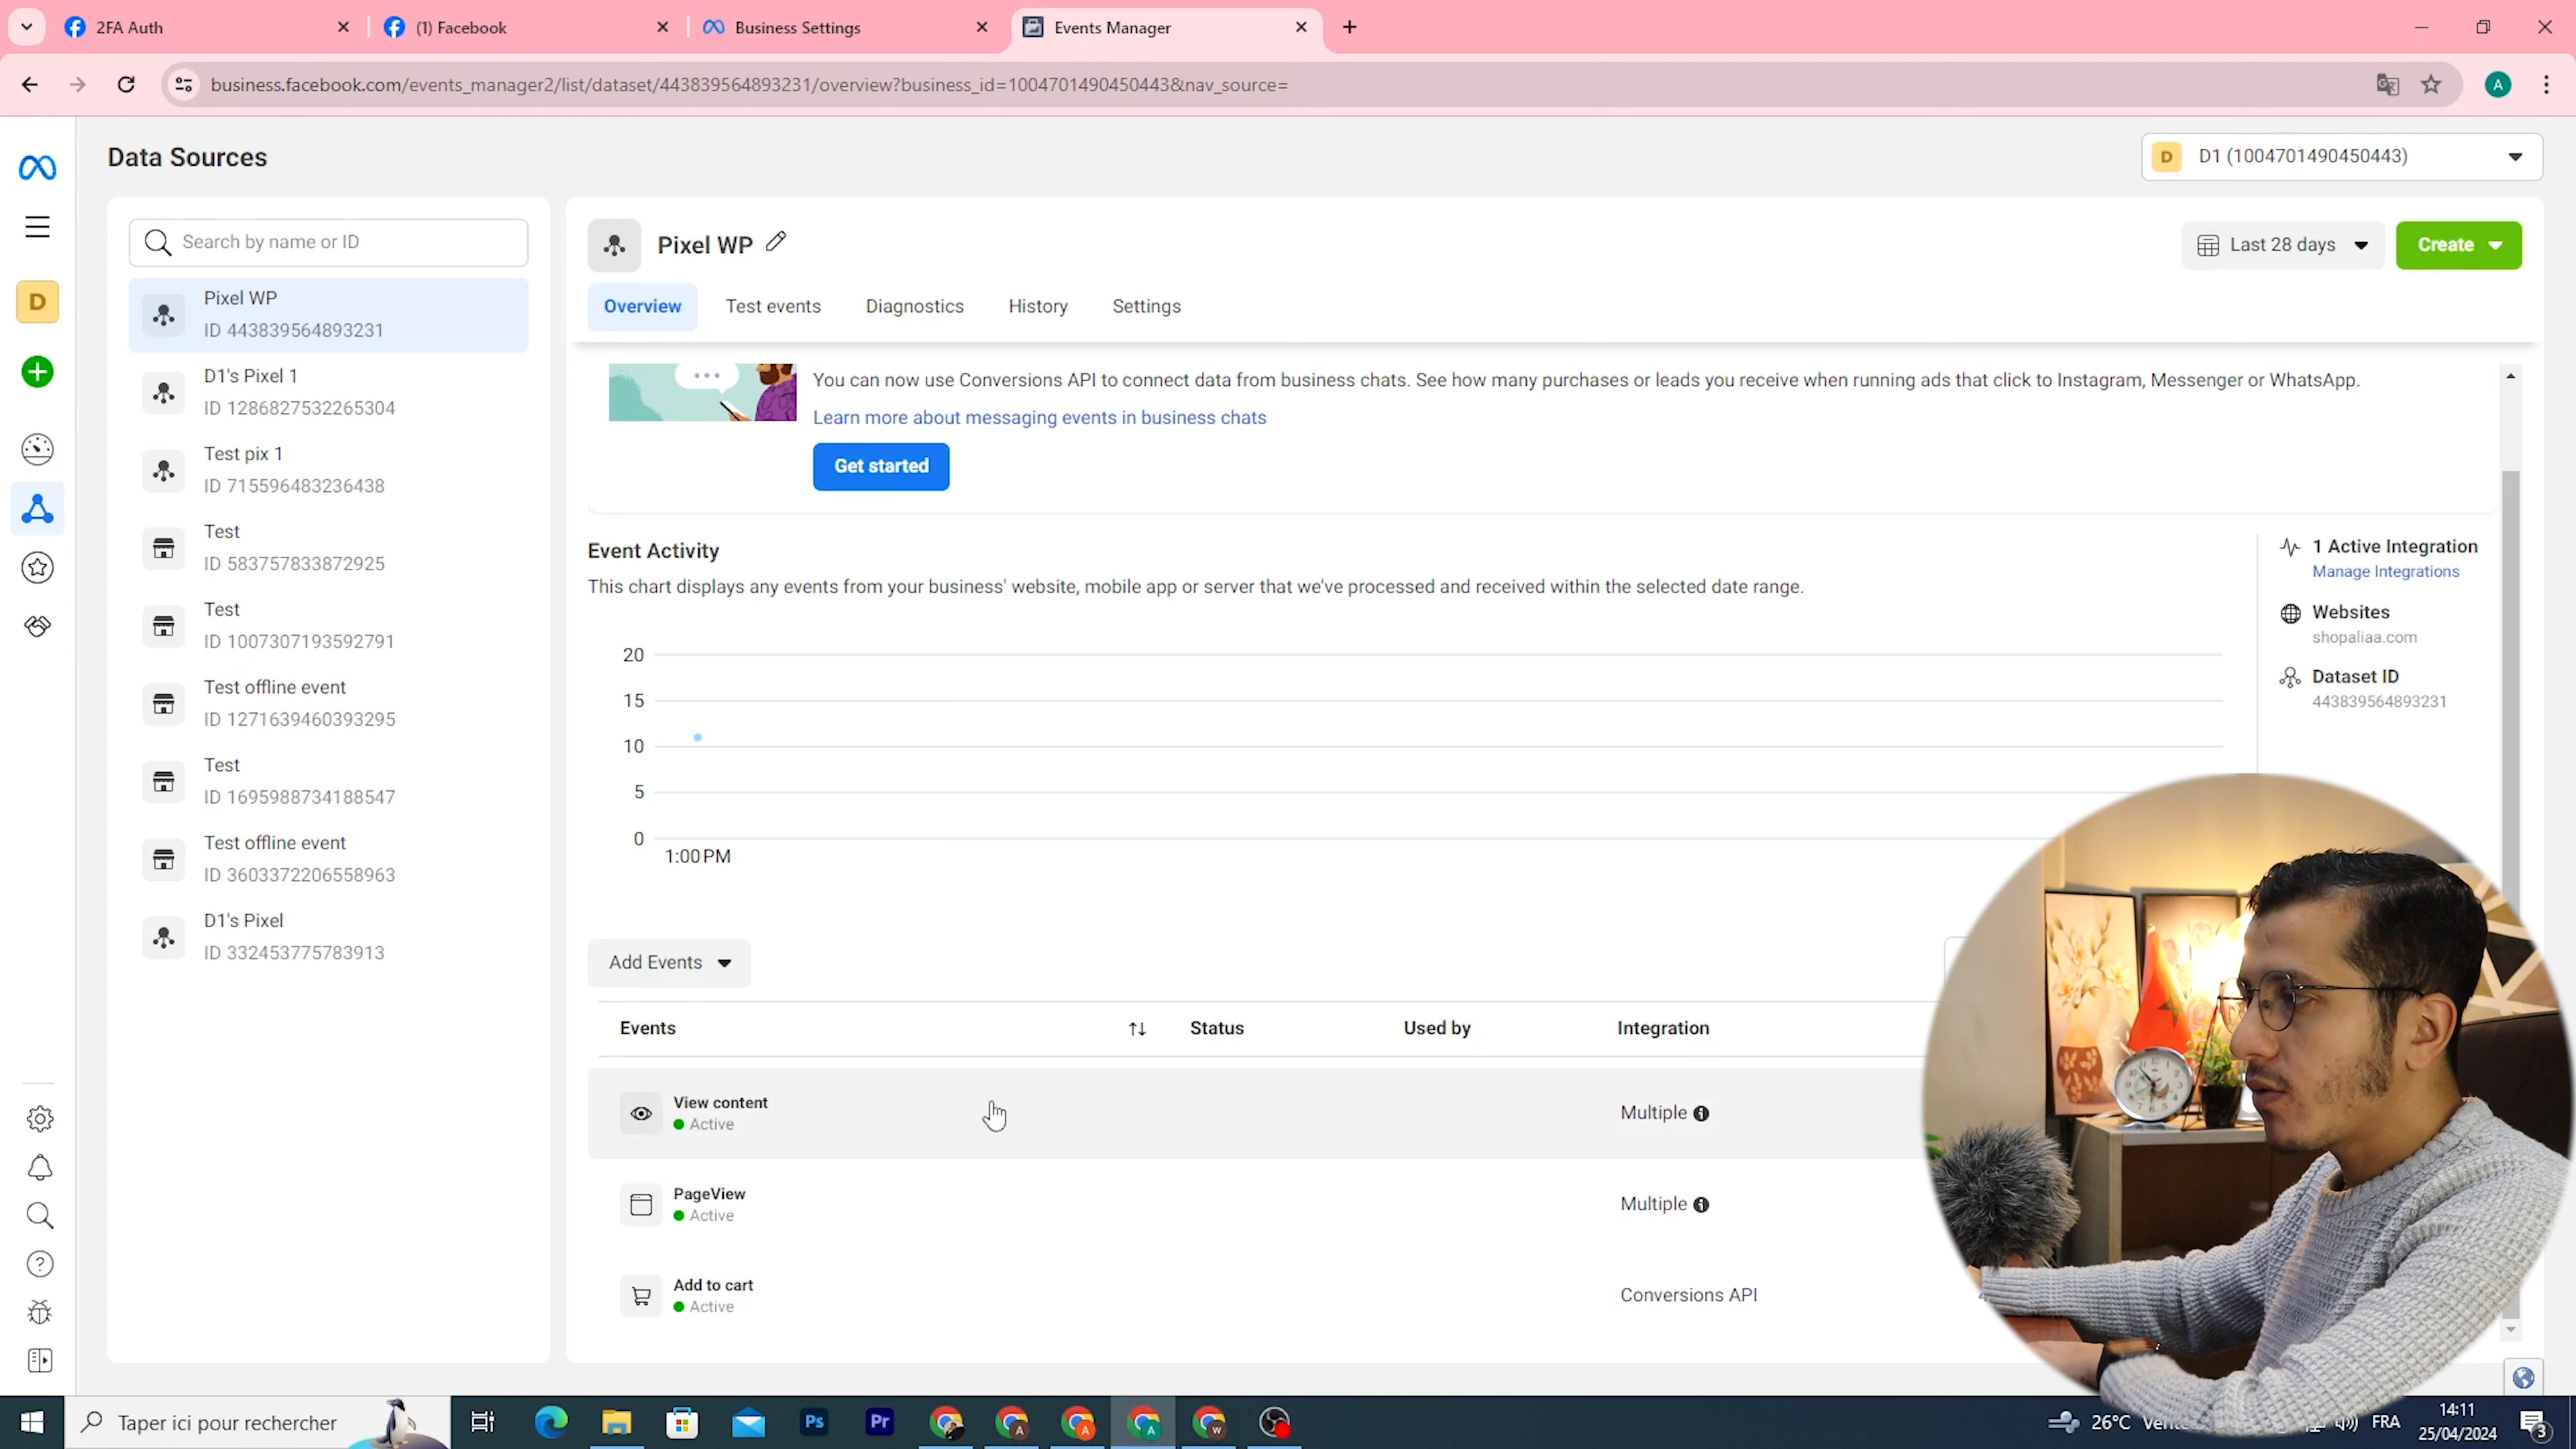 2FA Auth
(1) Facebook
Business Settings
Events Manager
business.facebook.com/events_manager2/list/dataset/443839564893231/overview?business_id=1004701490450443&nav_source=
A
Data Sources
D D1 (1004701490450443)
Search by name or ID
D
Pixel WP
ID 443839564893231
D1's Pixel 1
ID 1286827532265304
Test pix 1
ID 715596483236438
Test
ID 583757833872925
Test
ID 1007307193592791
Test offline event
ID 1271639460393295
Test
ID 1695988734188547
Test offline event
ID 3603372206558963
D1's Pixel
ID 332453775783913
Pixel WP
Last 28 days
Create
Overview
Test events
Diagnostics
History
Settings
You can now use Conversions API to connect data from business chats. See how many purchases or leads you receive when running ads that click to Instagram, Messenger or WhatsApp.
Learn more about messaging events in business chats
Get started
Event Activity
This chart displays any events from your business' website, mobile app or server that we've processed and received within the selected date range.
20
15
10
5
0
1:00 PM
1 Active Integration
Manage Integrations
Websites
shopaliaa.com
Dataset ID
443839564893231
Add Events
Events Status Used by Integration
View content
Active
Multiple
PageView
Active
Multiple
Add to cart
Active
Conversions API
Taper ici pour rechercher
Ps
Pr
A
A
A
W
26°C
FRA
14:11
25/04/2024
3